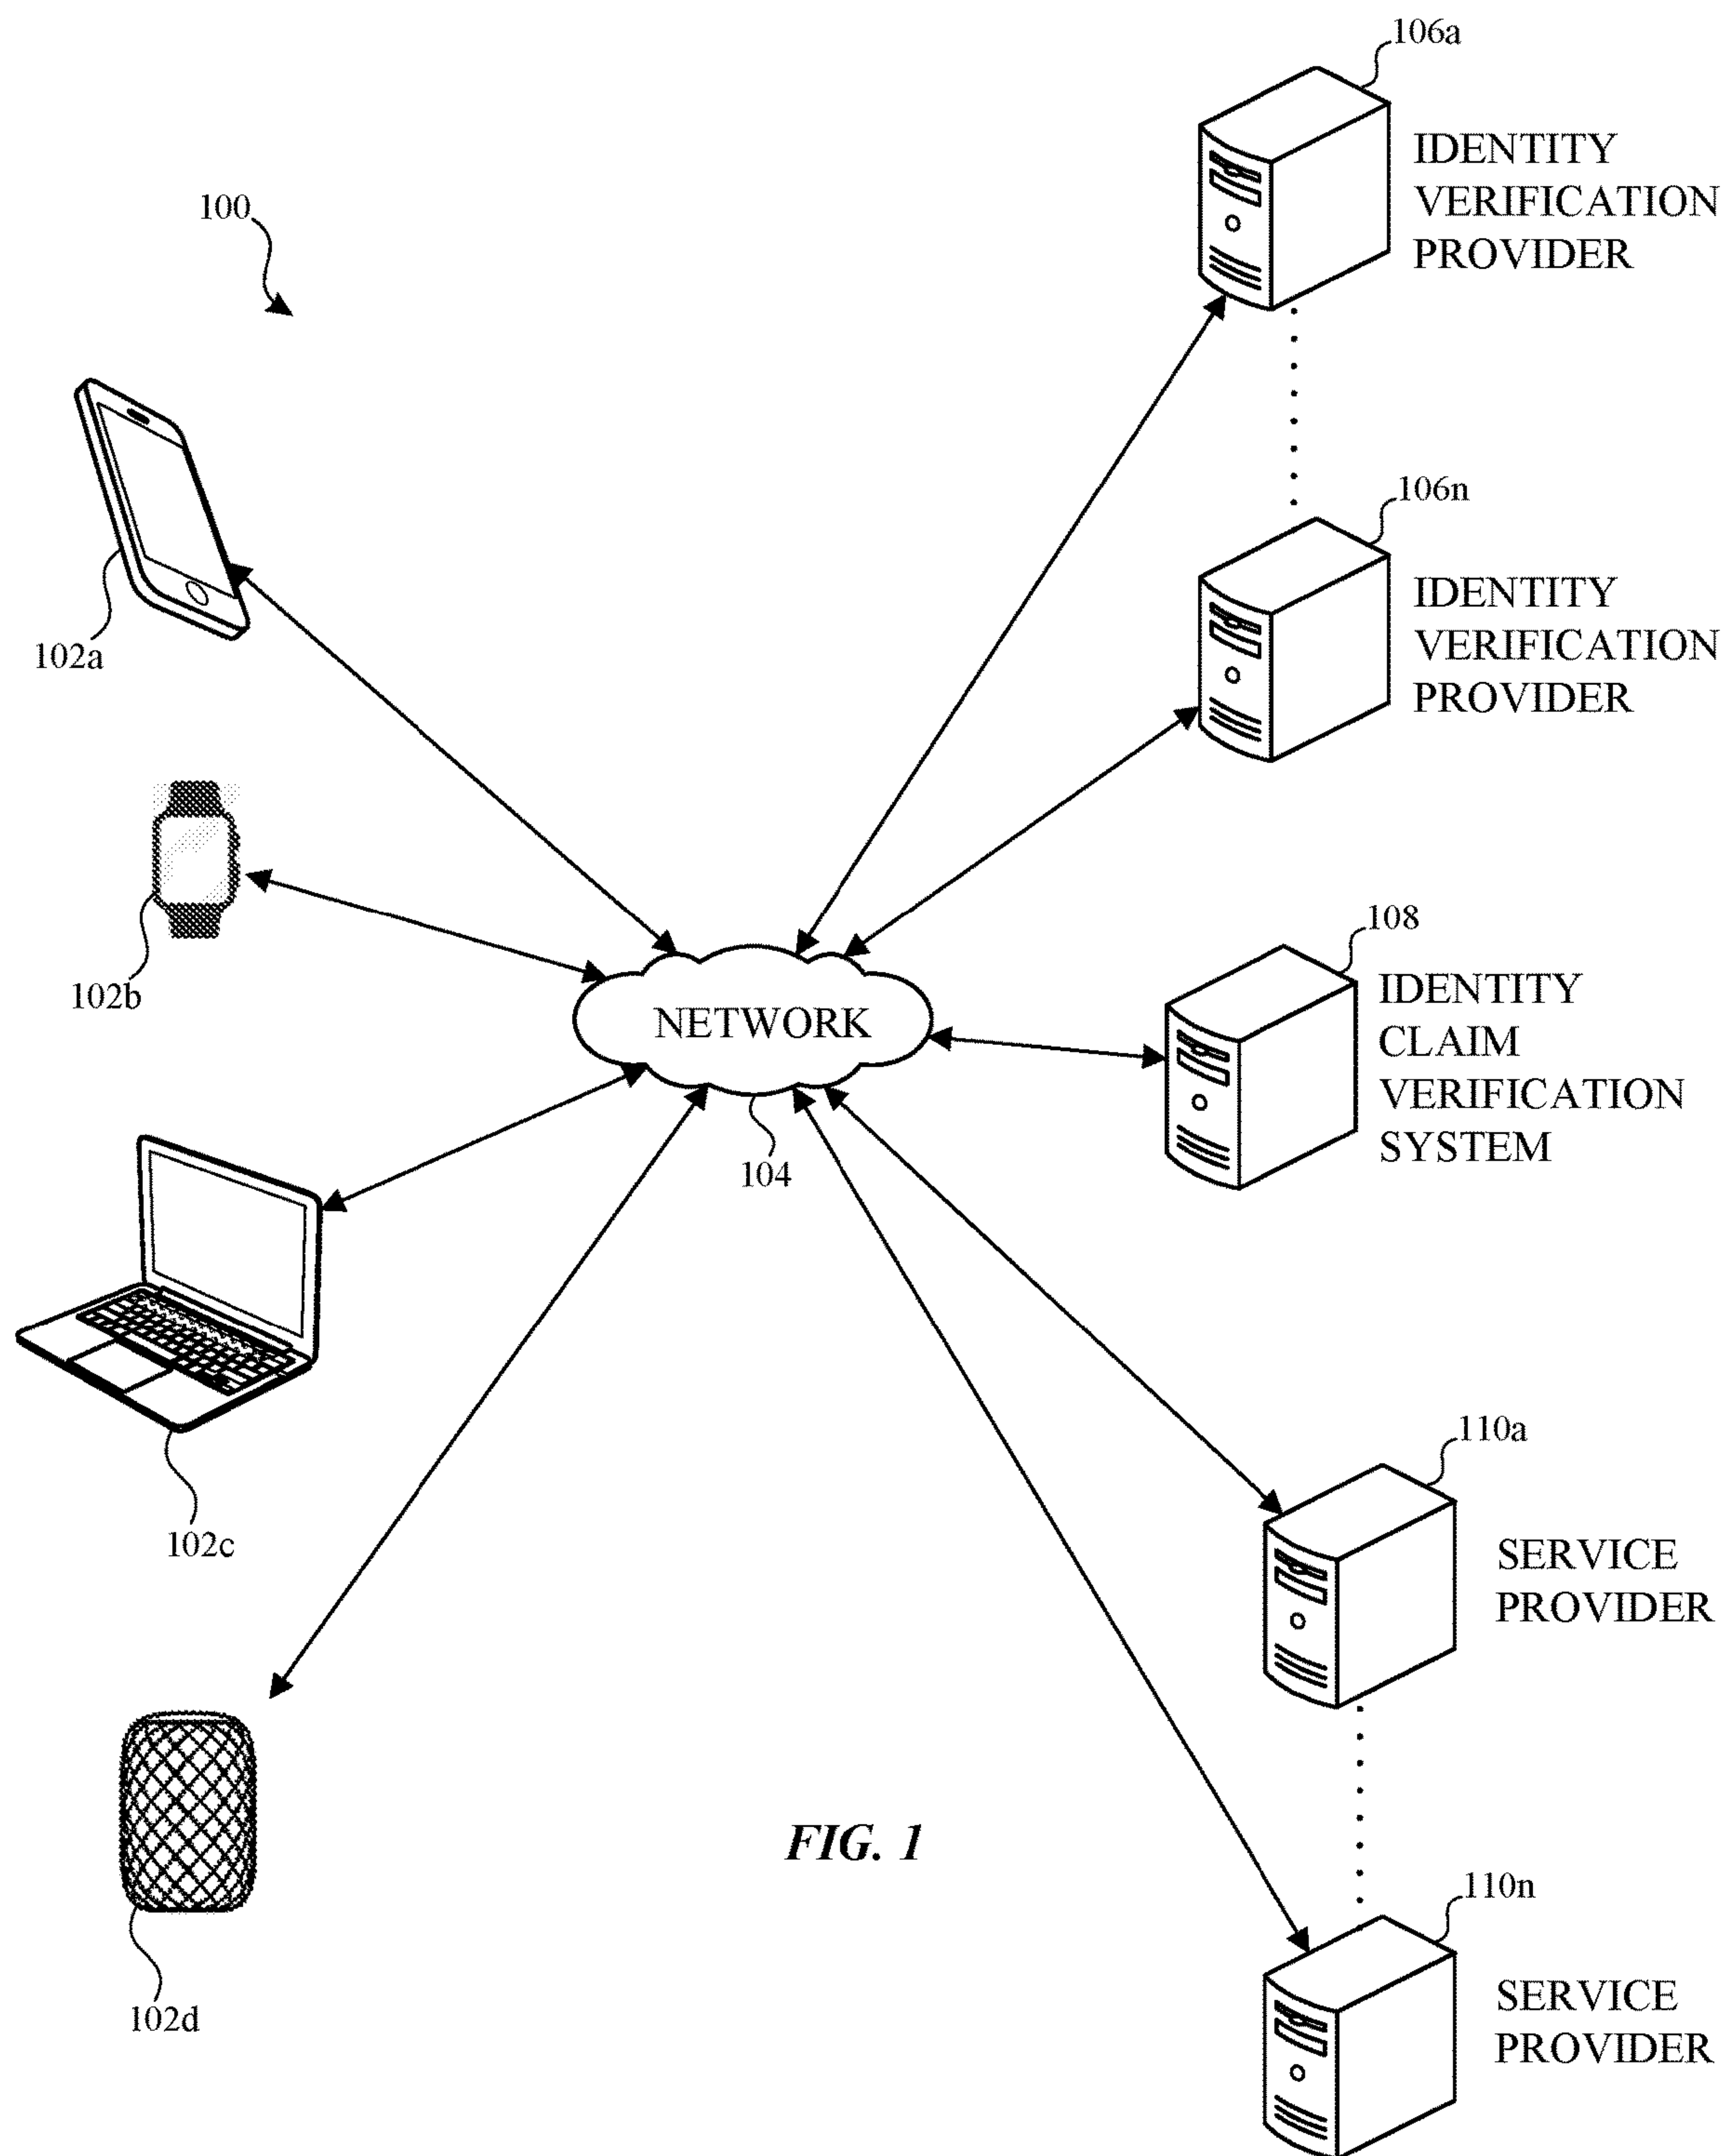 106a
IDENTITY
VERIFICATION
PROVIDER
100
106n
IDENTITY
VERIFICATION
PROVIDER
102a
108
IDENTITY
CLAIM
VERIFICATION
SYSTEM
102b
NETWORK
104
110a
SERVICE
PROVIDER
102c
FIG. 1
110n
SERVICE
PROVIDER
102d